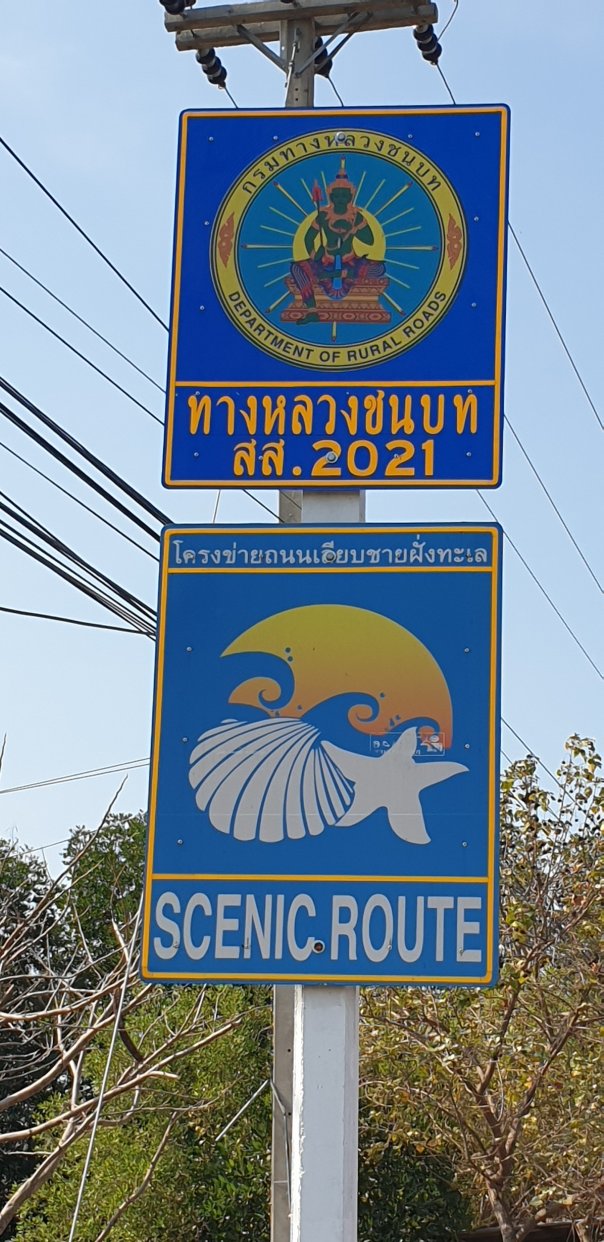 กรมทางหลวงชนบท
DEPARTMENT OF RURAL ROADS
ทางหลวงชนบท
สส.2021
โครงข่ายถนนเลียบชายฝั่งทะเล
SCENIC ROUTE